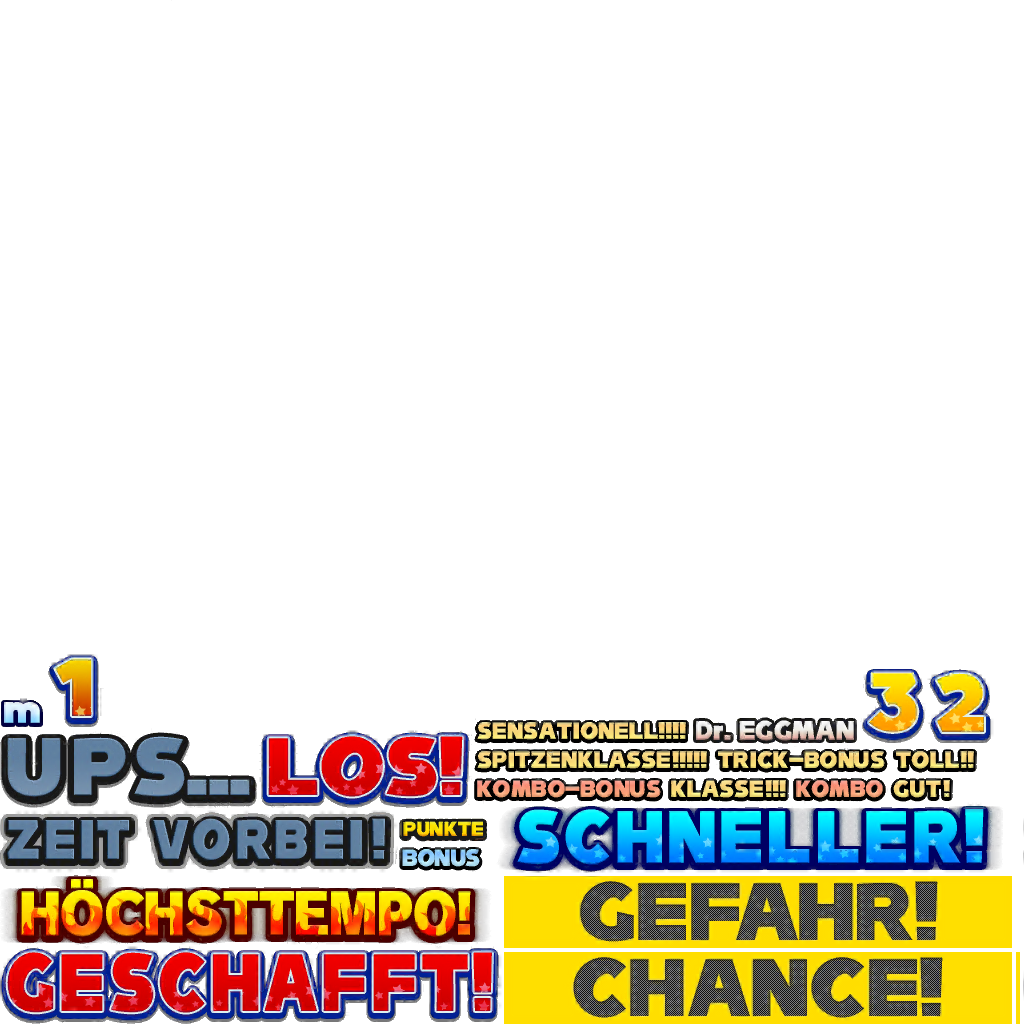 1
m
3 2
SENSATIONELL!!!! Dr. EGGMAN
SPITZENKLASSE!!!!! TRICK-BONUS TOLL!!
KOMBO-BONUS KLASSE!!! KOMBO GUT!
UPS... LOS!
ZEIT VORBEI!
PUNKTE
BONUS
SCHNELLER!
HÖCHSTTEMPO!
GEFAHR!
GESCHAFFT!
CHANCE!